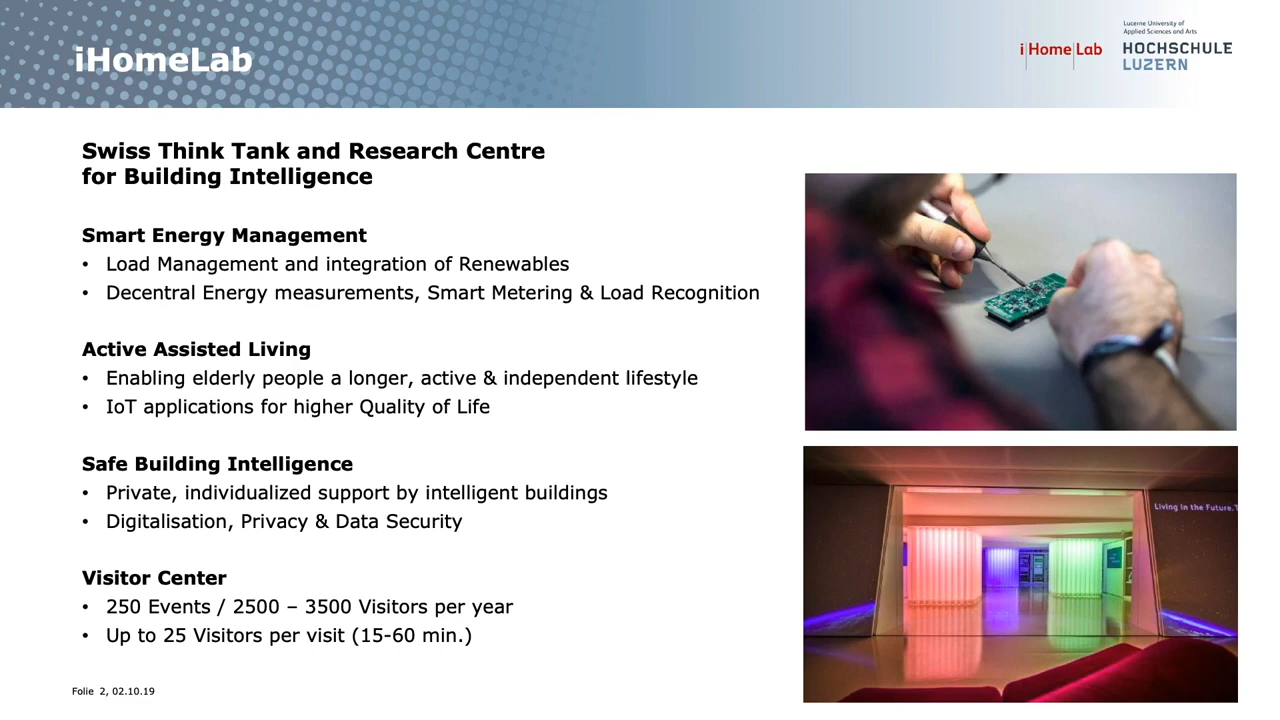 iHomeLab
i Home Lab
Lucerne University of
Applied Sciences and Arts
HOCHSCHULE
LUZERN
Swiss Think Tank and Research Centre
for Building Intelligence
Smart Energy Management
• Load Management and integration of Renewables
• Decentral Energy measurements, Smart Metering & Load Recognition
Active Assisted Living
• Enabling elderly people a longer, active & independent lifestyle
• IoT applications for higher Quality of Life
Safe Building Intelligence
• Private, individualized support by intelligent buildings
• Digitalisation, Privacy & Data Security
Visitor Center
• 250 Events / 2500 – 3500 Visitors per year
• Up to 25 Visitors per visit (15-60 min.)
Living in the Future.T
Folie 2, 02.10.19